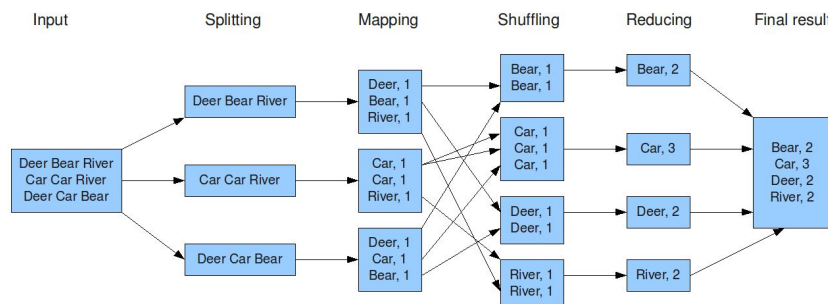 Input
Splitting
Mapping
Shuffling
Reducing
Final result
Deer Bear River
Car Car River
Deer Car Bear
Deer Bear River
Car Car River
Deer Car Bear
Deer, 1
Bear, 1
River, 1
Car, 1
Car, 1
River, 1
Deer, 1
Car, 1
Bear, 1
Bear, 1
Bear, 1
Car, 1
Car, 1
Car, 1
Deer, 1
Deer, 1
River, 1
River, 1
Bear, 2
Car, 3
Deer, 2
River, 2
Bear, 2
Car, 3
Deer, 2
River, 2